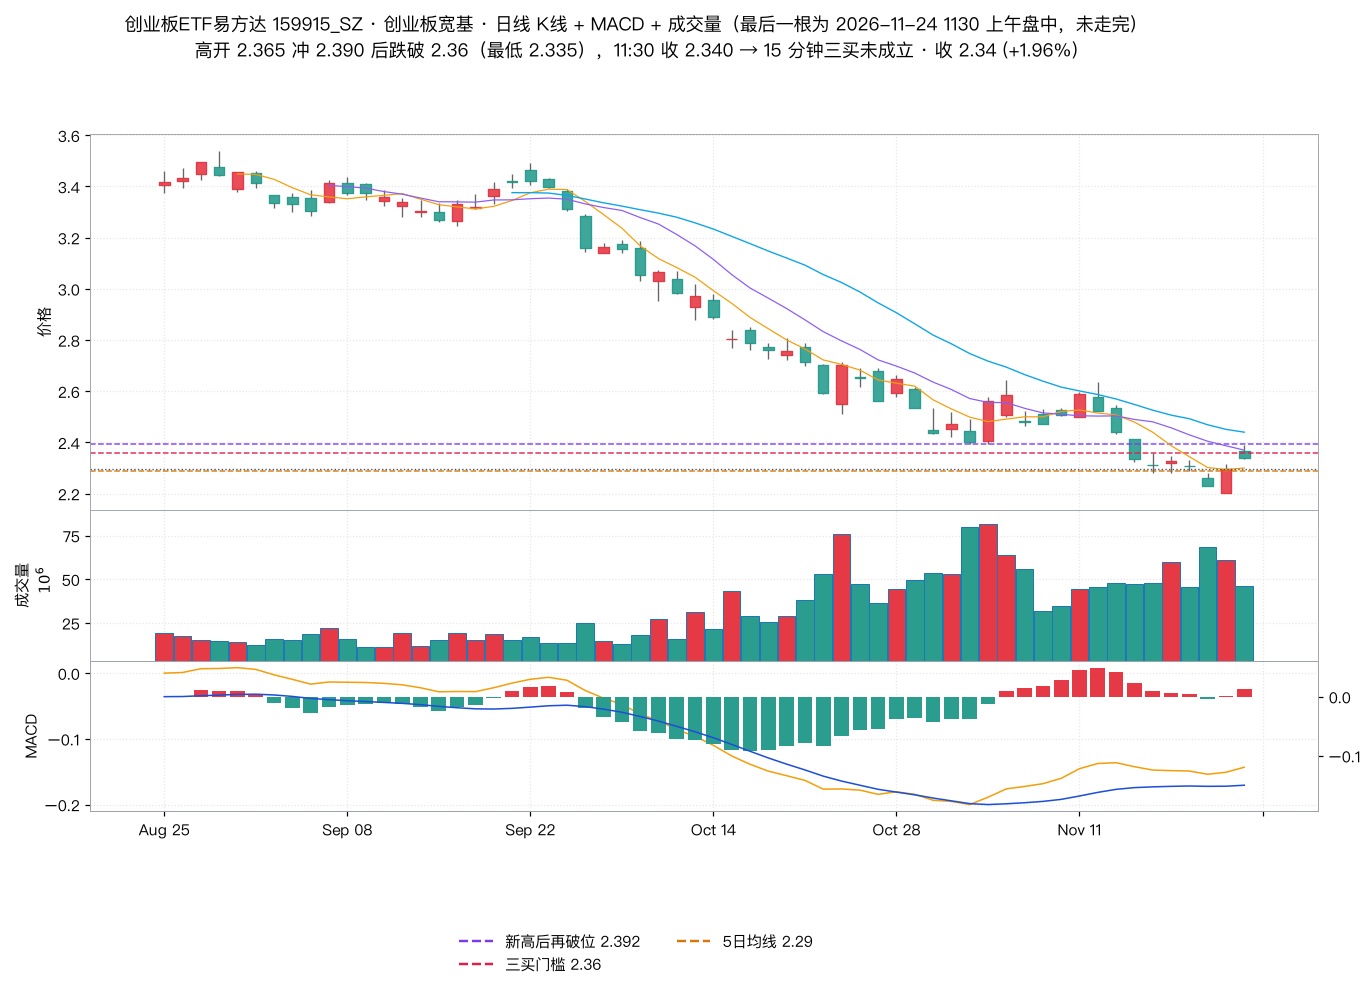 创业板ETF易方达 159915_SZ · 创业板宽基 · 日线 K线 + MACD + 成交量（最后一根为 2026–11–24 1130 上午盘中，未走完）
高开 2.365 冲 2.390 后跌破 2.36（最低 2.335），11:30 收 2.340 → 15 分钟三买未成立 · 收 2.34 (+1.96%)
3.6
3.4
3.2
3.0
2.8
2.6
2.4
2.2
价格
75
50
25
成交量
10⁶
0.0
−0.1
−0.2
MACD
0.0
−0.1
Aug 25
Sep 08
Sep 22
Oct 14
Oct 28
Nov 11
新高后再破位 2.392
5日均线 2.29
三买门槛 2.36